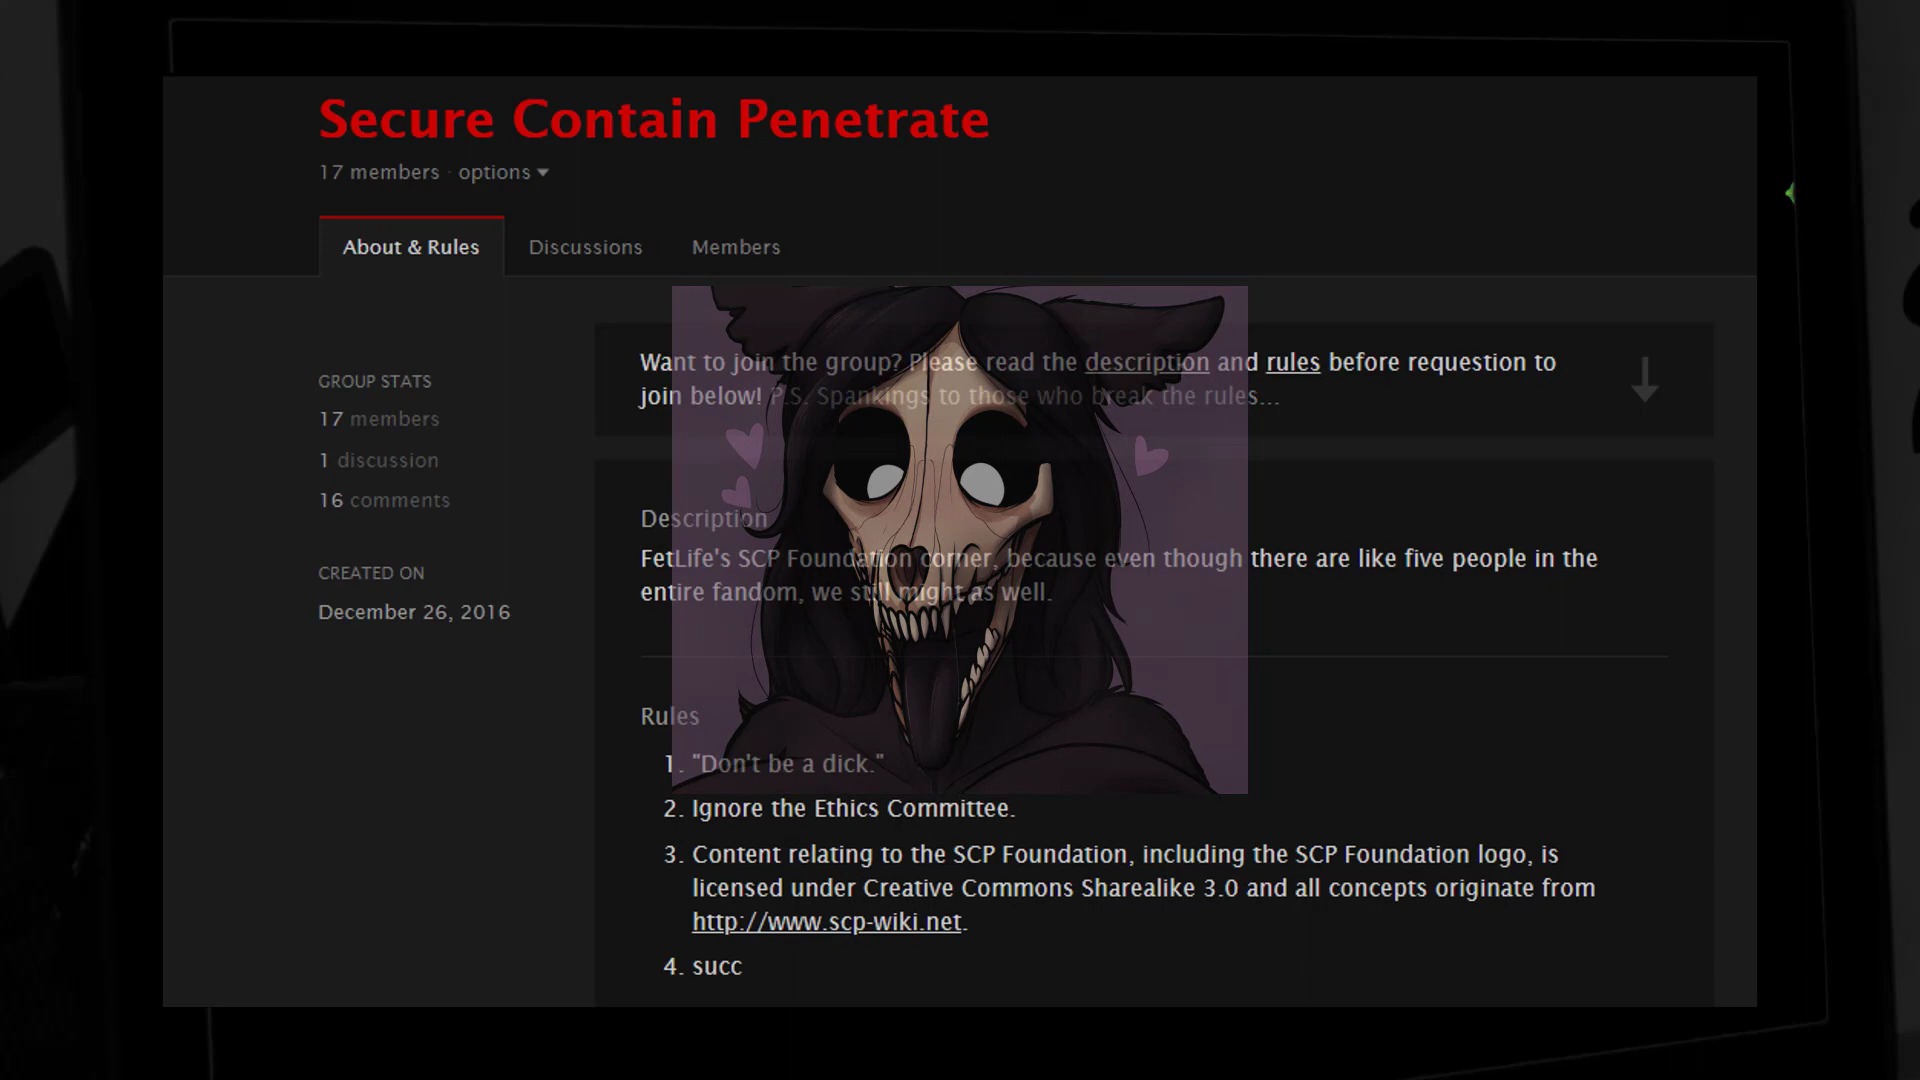 Secure Contain Penetrate
17 members · options ▾
About & Rules
Discussions
Members
GROUP STATS
17 members
1 discussion
16 comments
CREATED ON
December 26, 2016
Want to join the group? Please read the description and rules before requestion to
join below! P.S. Spankings to those who break the rules...
Description
FetLife's SCP Foundation corner, because even though there are like five people in the
entire fandom, we still might as well.
Rules
1. "Don't be a dick."
2. Ignore the Ethics Committee.
3. Content relating to the SCP Foundation, including the SCP Foundation logo, is
licensed under Creative Commons Sharealike 3.0 and all concepts originate from
http://www.scp-wiki.net.
4. succ